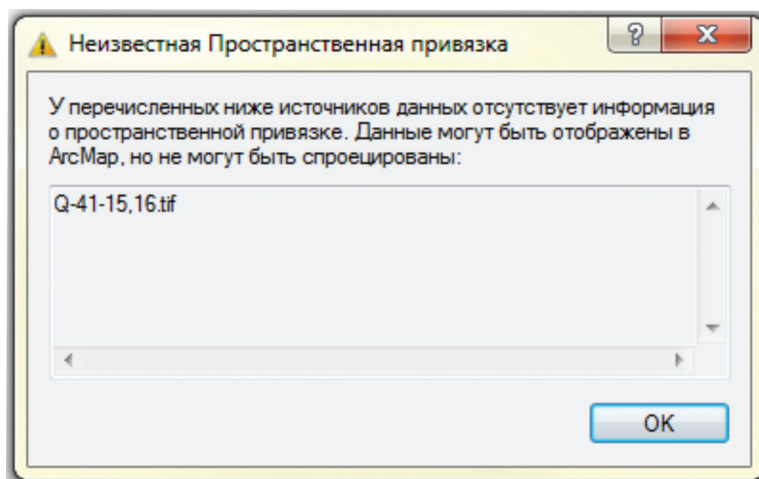 Неизвестная Пространственная привязка
У перечисленных ниже источников данных отсутствует информация
о пространственной привязке. Данные могут быть отображены в
ArcMap, но не могут быть спроецированы:
Q-41-15,16.tif
OK